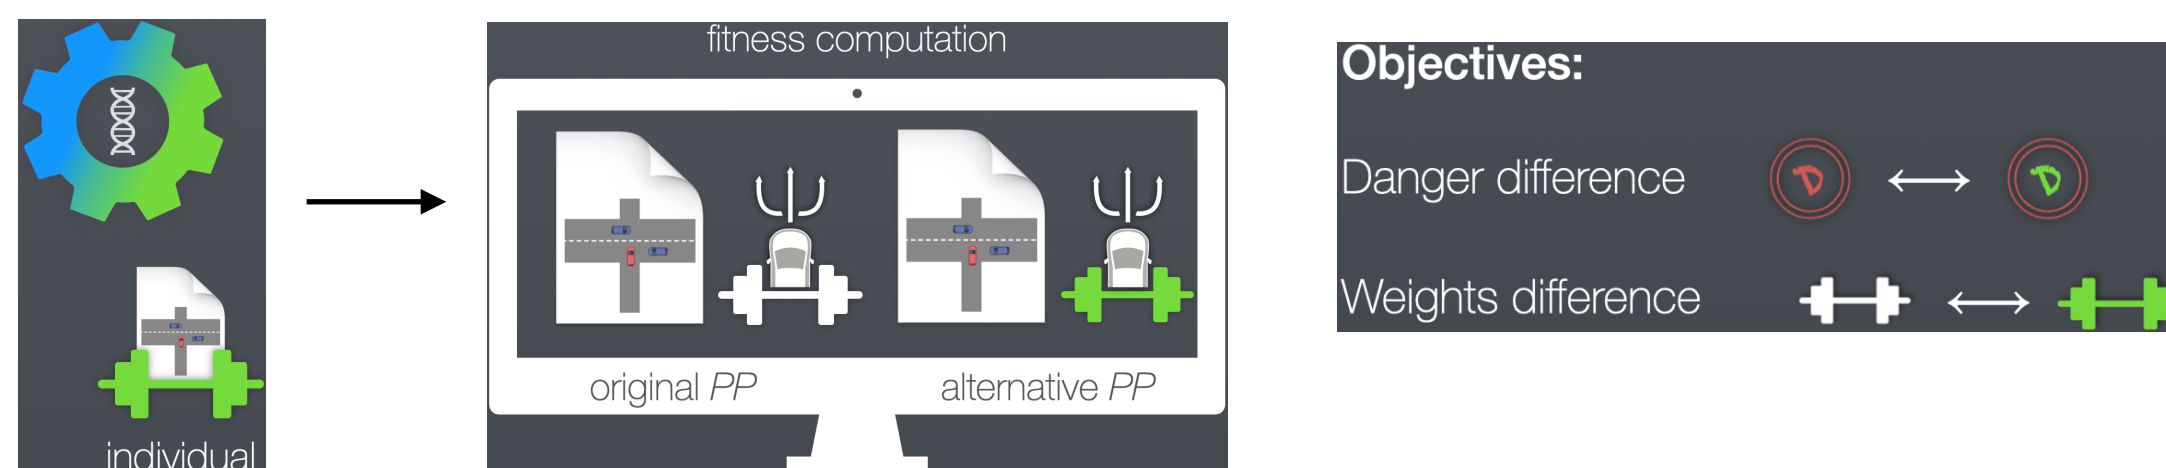 individual
fitness computation
original PP
alternative PP
Objectives:
Danger difference
D
D
Weights difference